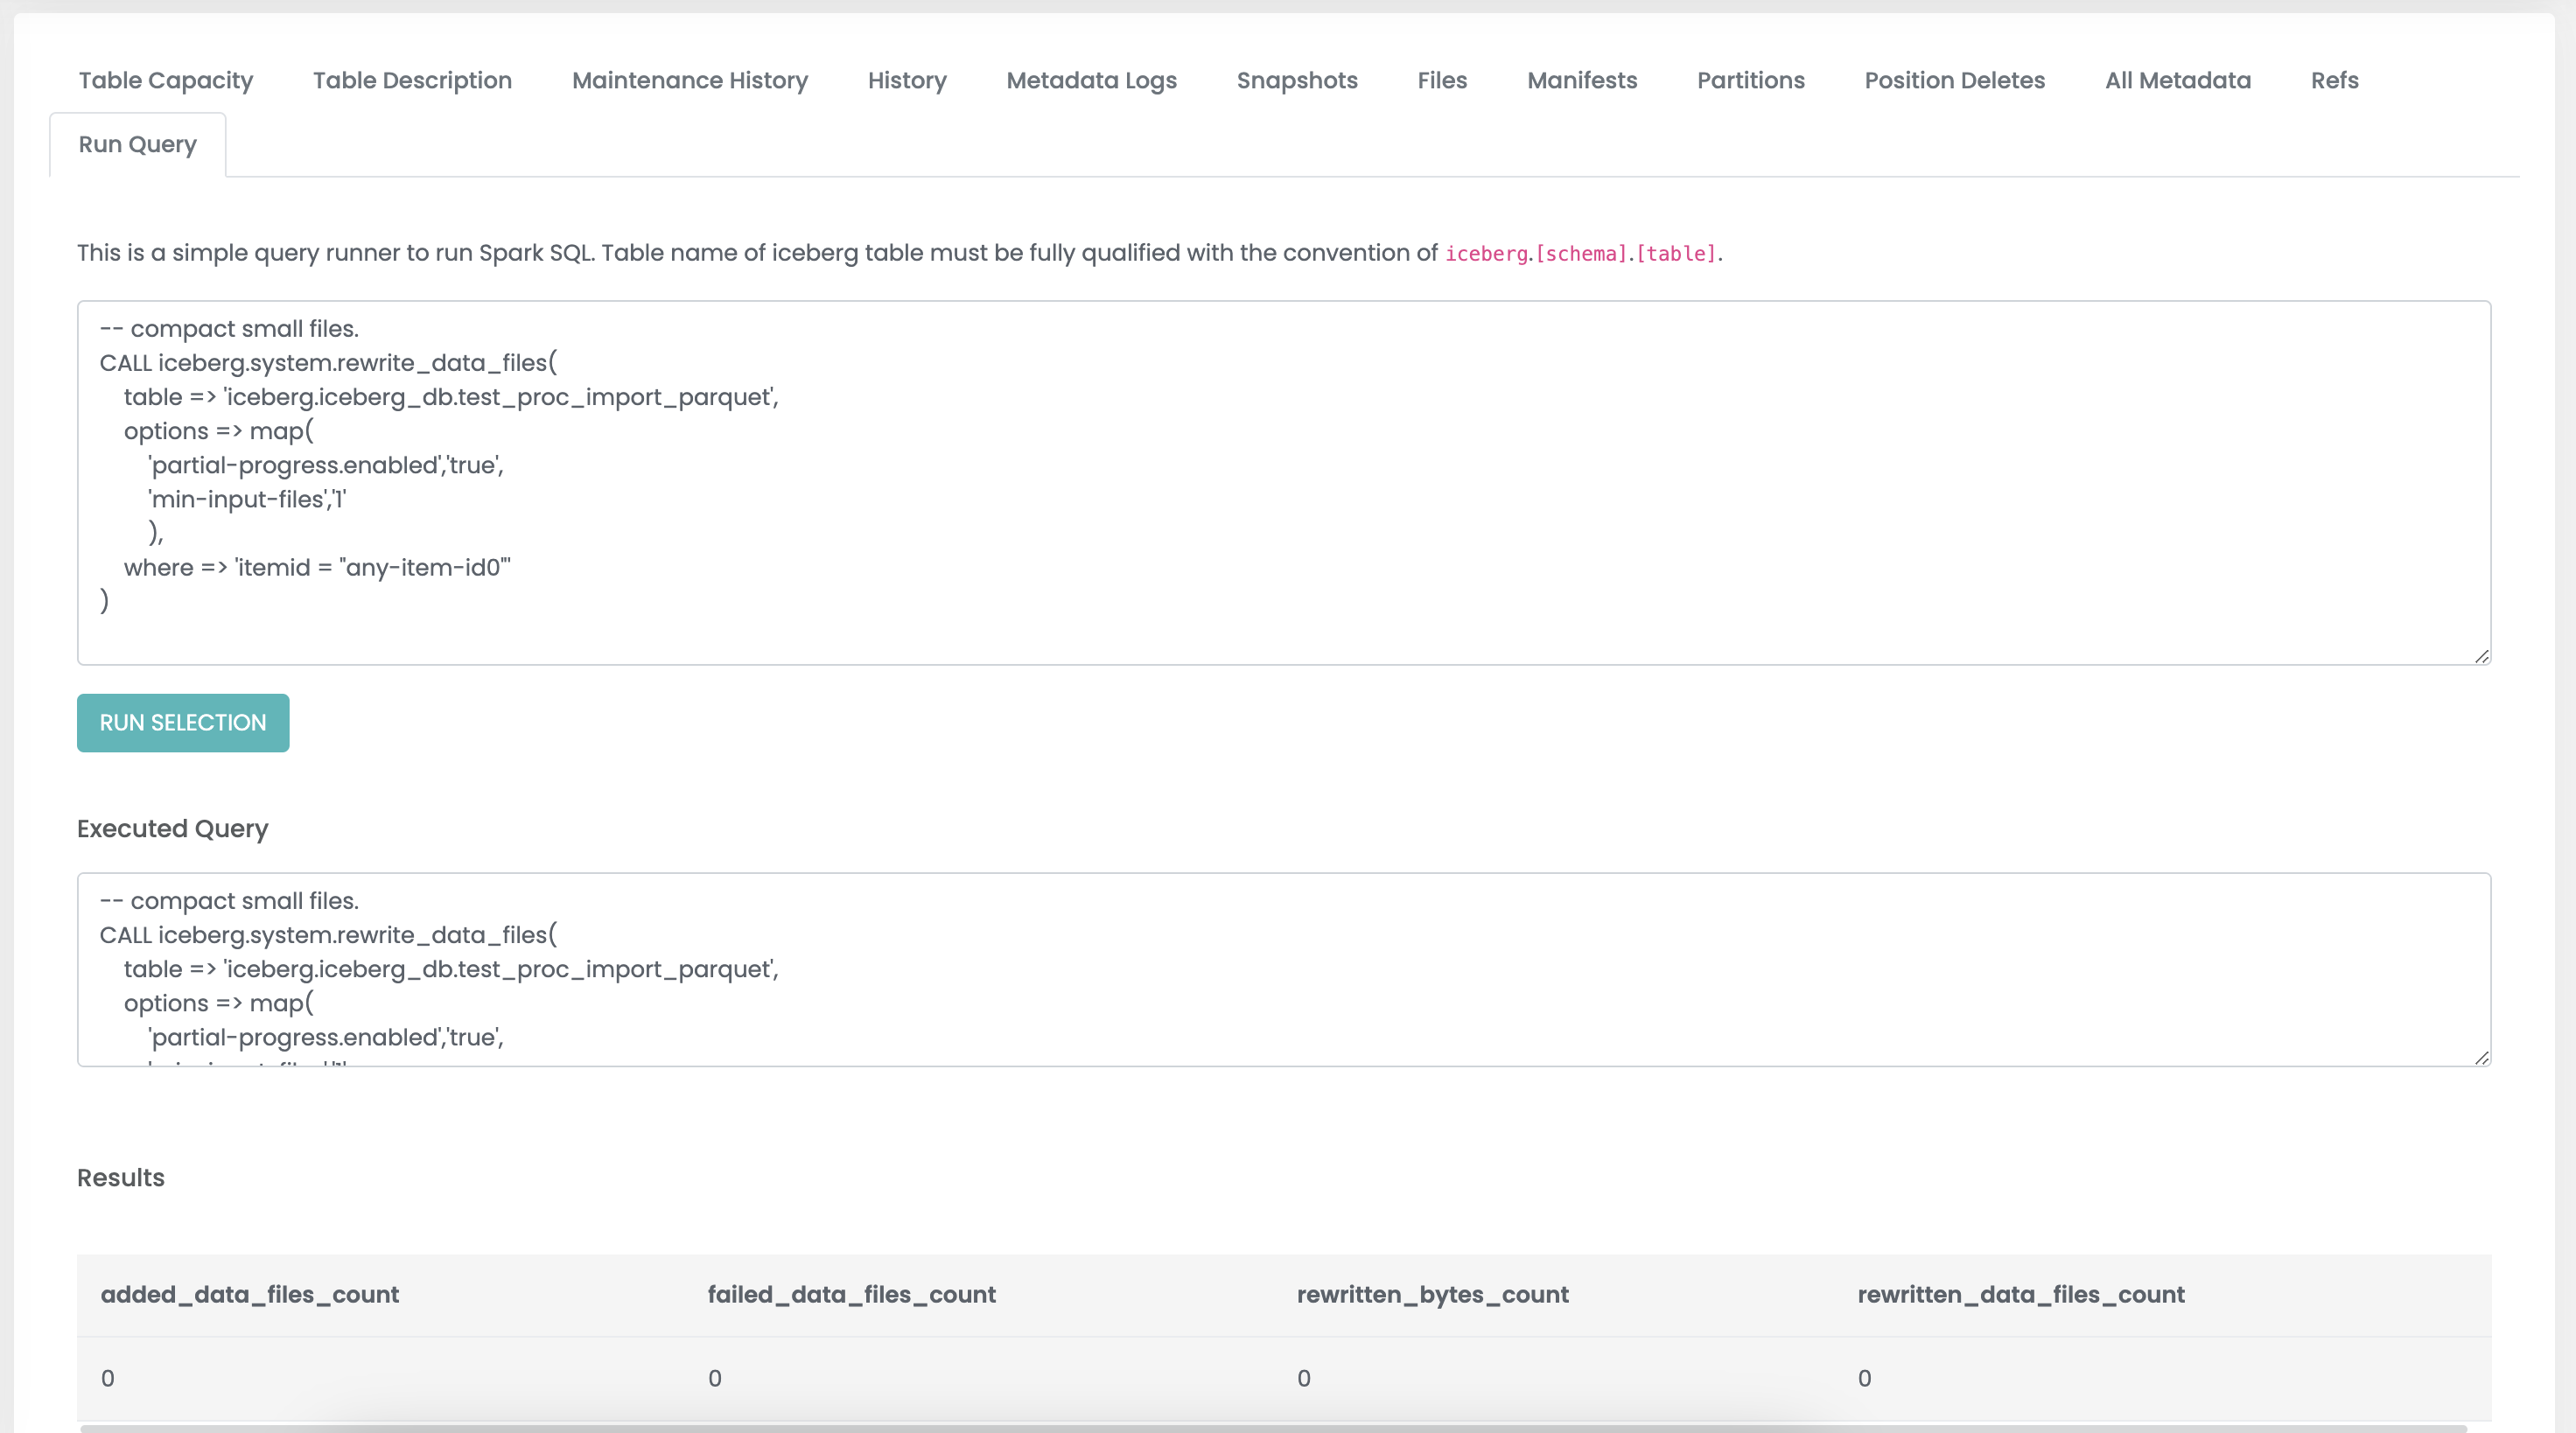 Table Capacity Table Description Maintenance History History Metadata Logs Snapshots Files Manifests Partitions Position Deletes All Metadata Refs
Run Query
This is a simple query runner to run Spark SQL. Table name of iceberg table must be fully qualified with the convention of iceberg.[schema].[table].
-- compact small files.
CALL iceberg.system.rewrite_data_files(
table => 'iceberg.iceberg_db.test_proc_import_parquet',
options => map(
'partial-progress.enabled','true',
'min-input-files','1'
),
where => 'itemid = "any-item-id0"'
)
RUN SELECTION
Executed Query
-- compact small files.
CALL iceberg.system.rewrite_data_files(
table => 'iceberg.iceberg_db.test_proc_import_parquet',
options => map(
'partial-progress.enabled','true',
Results
added_data_files_count failed_data_files_count rewritten_bytes_count rewritten_data_files_count
0 0 0 0